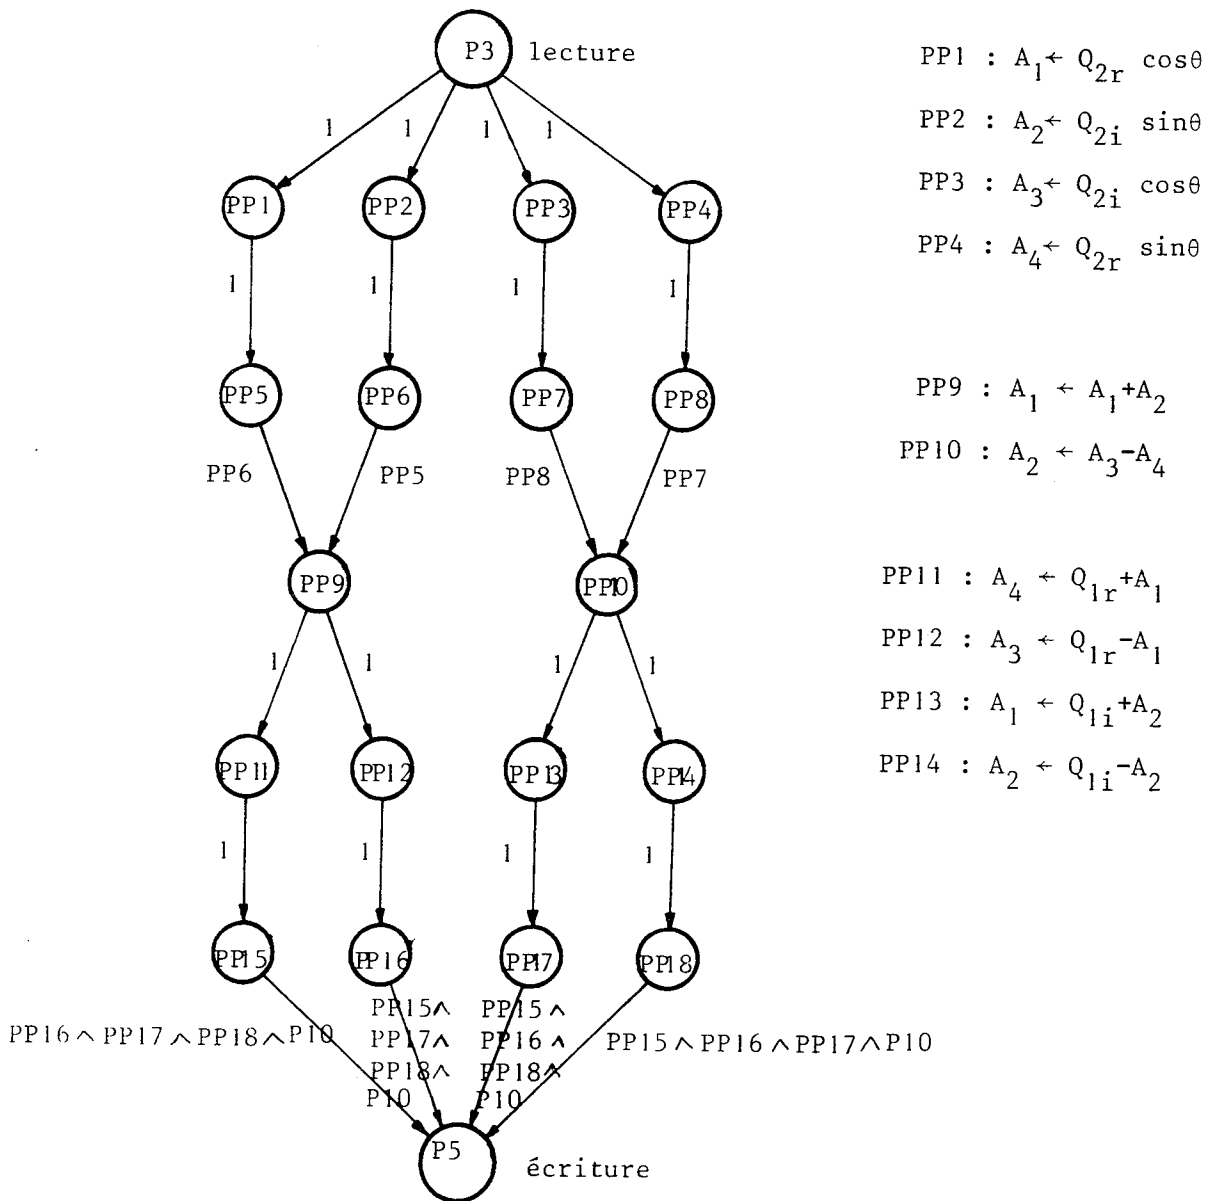 P3 lecture
1 1 1 1
PP1 PP2 PP3 PP4
1 1 1 1
PP5 PP6 PP7 PP8
PP6 PP5 PP8 PP7
PP9 PP10
1 1 1 1
PP11 PP12 PP13 PP14
1 1 1 1
PP15 PP16 PP17 PP18
PP16 ∧ PP17 ∧ PP18 ∧ P10
PP15 ∧
PP17 ∧
PP18 ∧
P10
PP15 ∧
PP16 ∧
PP18 ∧
P10
PP15 ∧ PP16 ∧ PP17 ∧ P10
P5 écriture
PP1 : A₁ ← Q₂ᵣ cosθ
PP2 : A₂ ← Q₂ᵢ sinθ
PP3 : A₃ ← Q₂ᵢ cosθ
PP4 : A₄ ← Q₂ᵣ sinθ
PP9 : A₁ ← A₁+A₂
PP10 : A₂ ← A₃-A₄
PP11 : A₄ ← Q₁ᵣ+A₁
PP12 : A₃ ← Q₁ᵣ-A₁
PP13 : A₁ ← Q₁ᵢ+A₂
PP14 : A₂ ← Q₁ᵢ-A₂